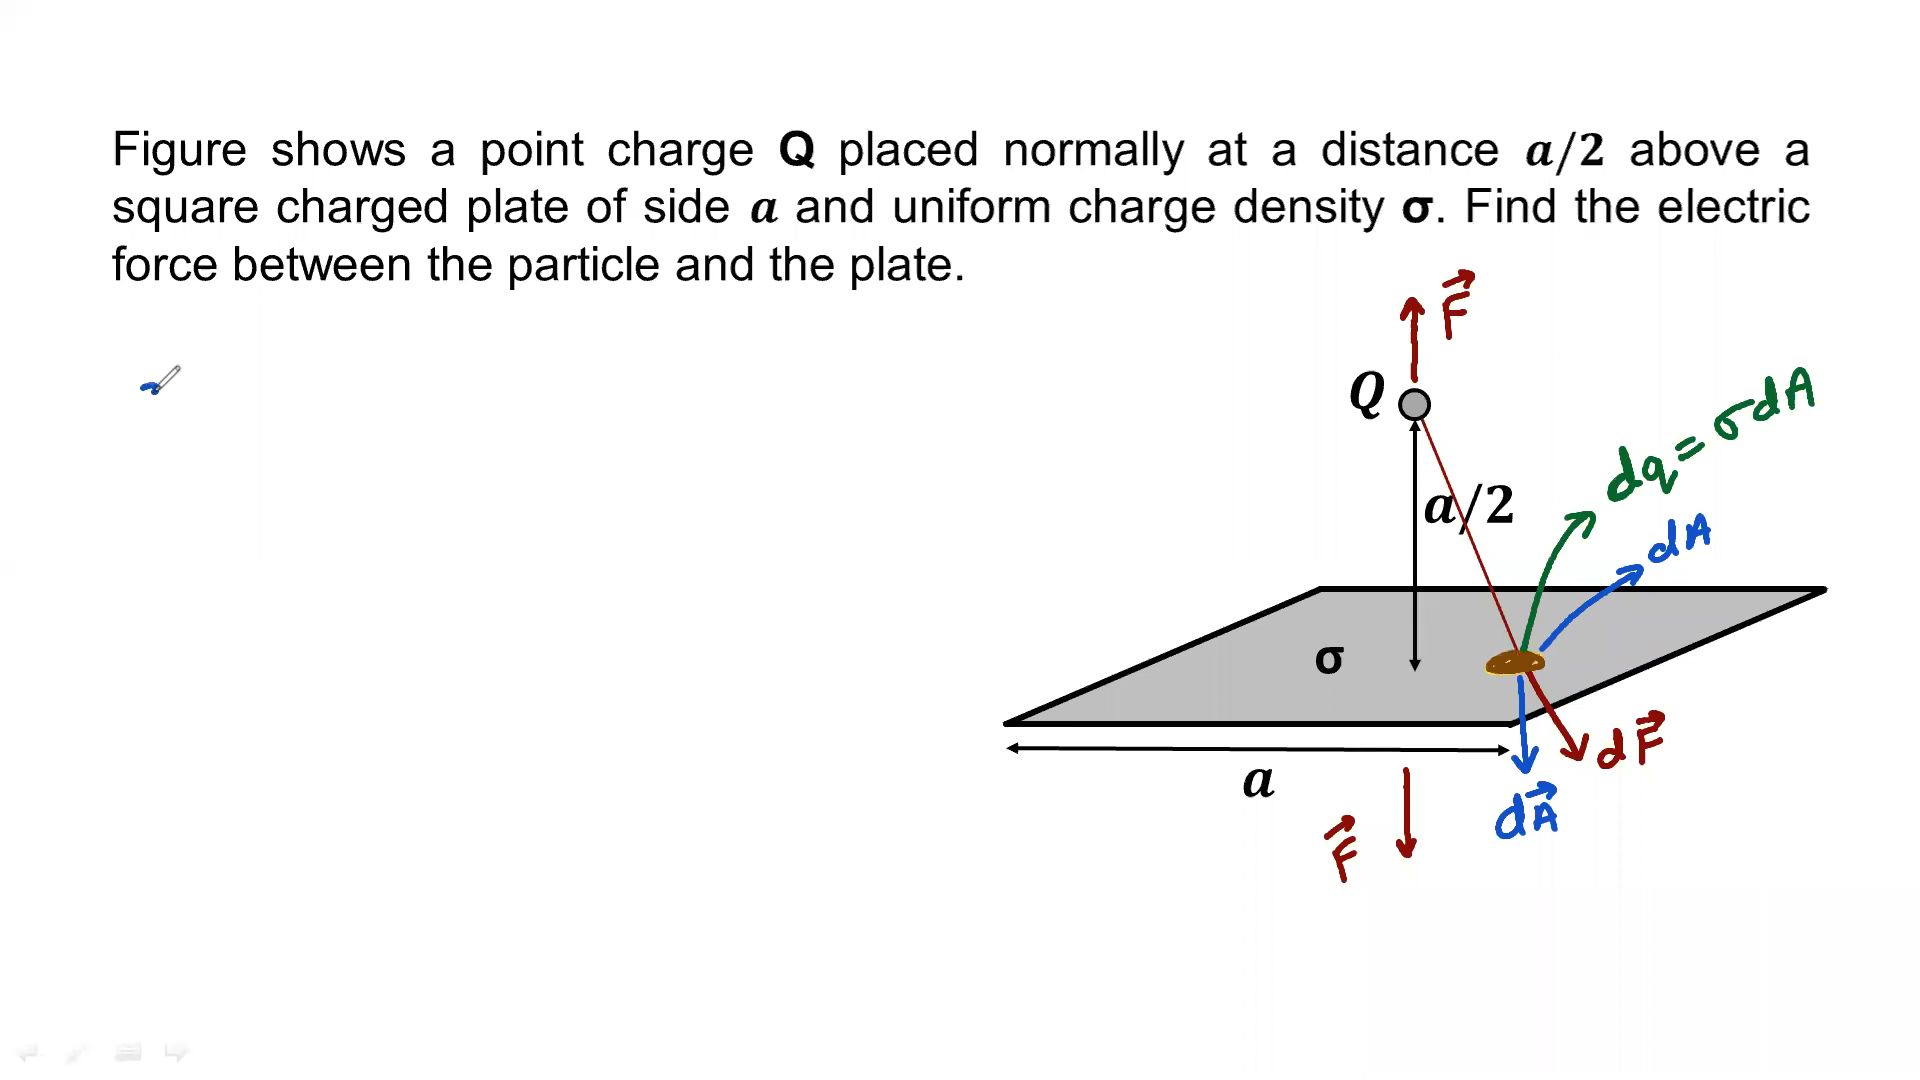 Figure shows a point charge Q placed normally at a distance a/2 above a
square charged plate of side a and uniform charge density σ. Find the electric
force between the particle and the plate.
F⃗
Q
dq = σdA
a/2
dA
σ
dF⃗
a
dA⃗
F⃗